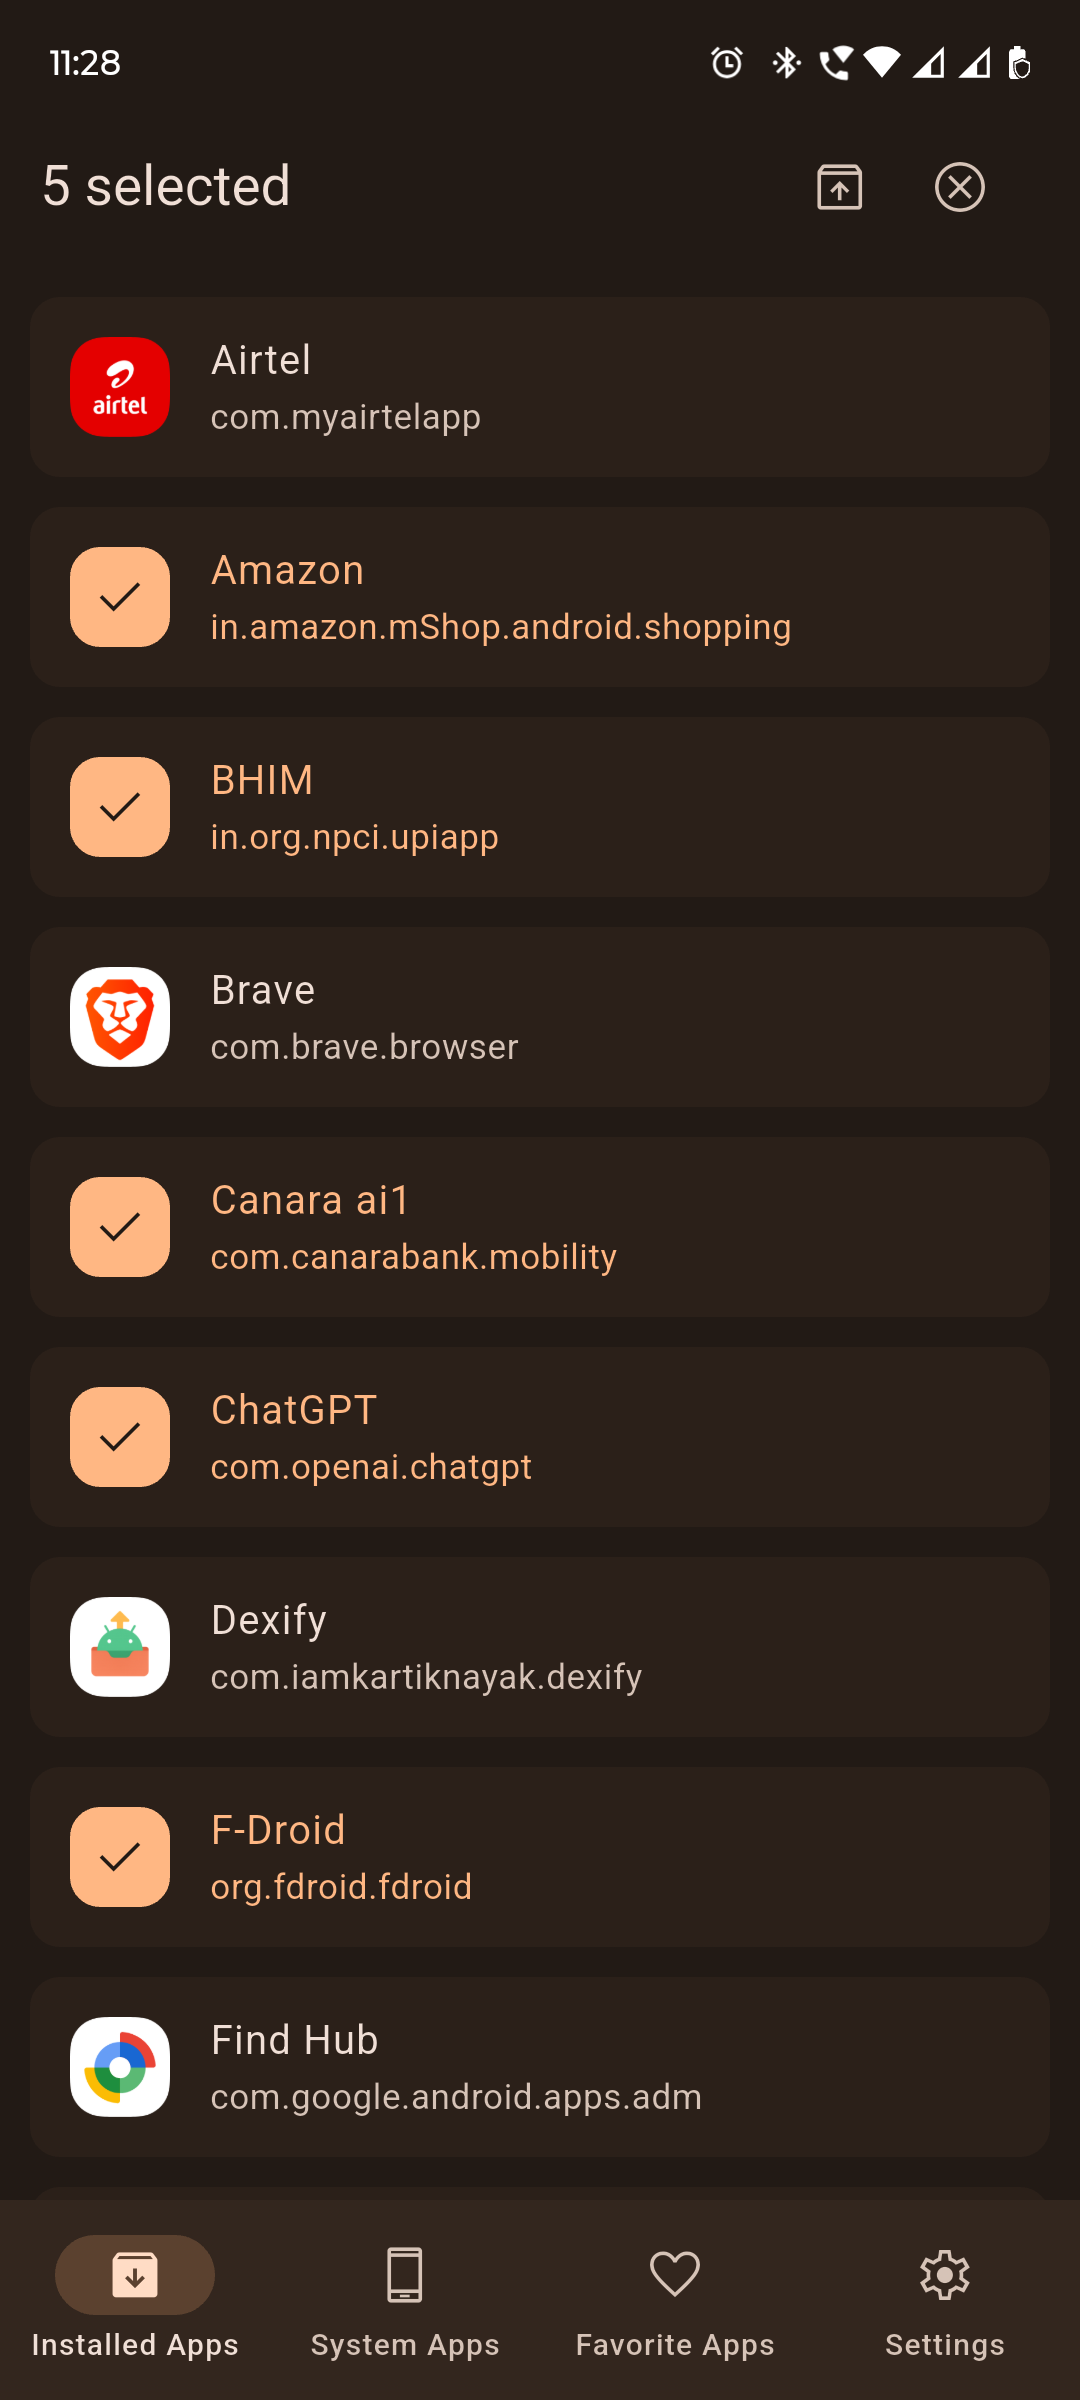 11:28
5 selected
airtel
Airtel
com.myairtelapp
Amazon
in.amazon.mShop.android.shopping
BHIM
in.org.npci.upiapp
Brave
com.brave.browser
Canara ai1
com.canarabank.mobility
ChatGPT
com.openai.chatgpt
Dexify
com.iamkartiknayak.dexify
F-Droid
org.fdroid.fdroid
Find Hub
com.google.android.apps.adm
Installed Apps
System Apps
Favorite Apps
Settings